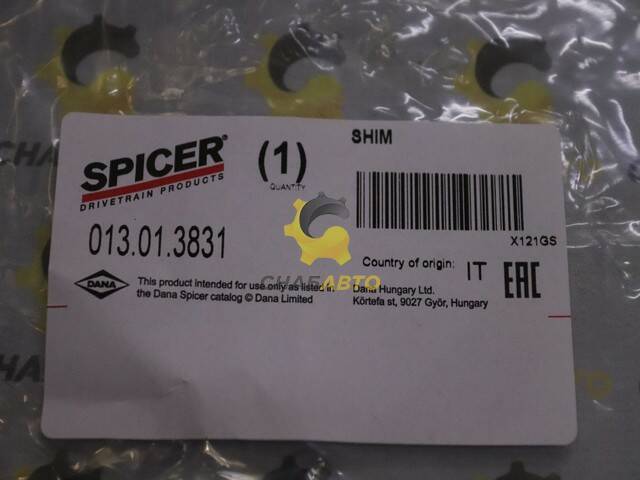 SPICER®
DRIVETRAIN PRODUCTS
(1)
QUANTITY
SHIM
013.01.3831
X121GS
СНАБАВТО
Country of origin: IT
EAC
DANA
This product intended for use only as listed in
the Dana Spicer catalog © Dana Limited
Dana Hungary Ltd.
Körtefa st, 9027 Győr, Hungary